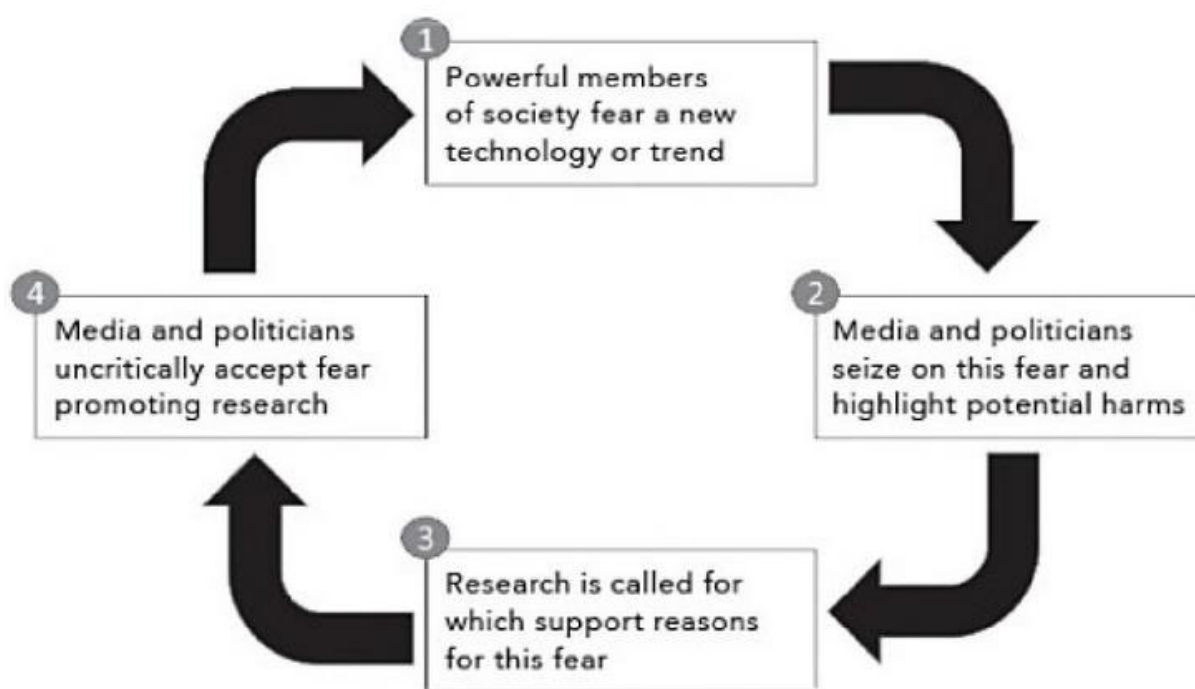 1
Powerful members
of society fear a new
technology or trend
2
Media and politicians
seize on this fear and
highlight potential harms
3
Research is called for
which support reasons
for this fear
4
Media and politicians
uncritically accept fear
promoting research